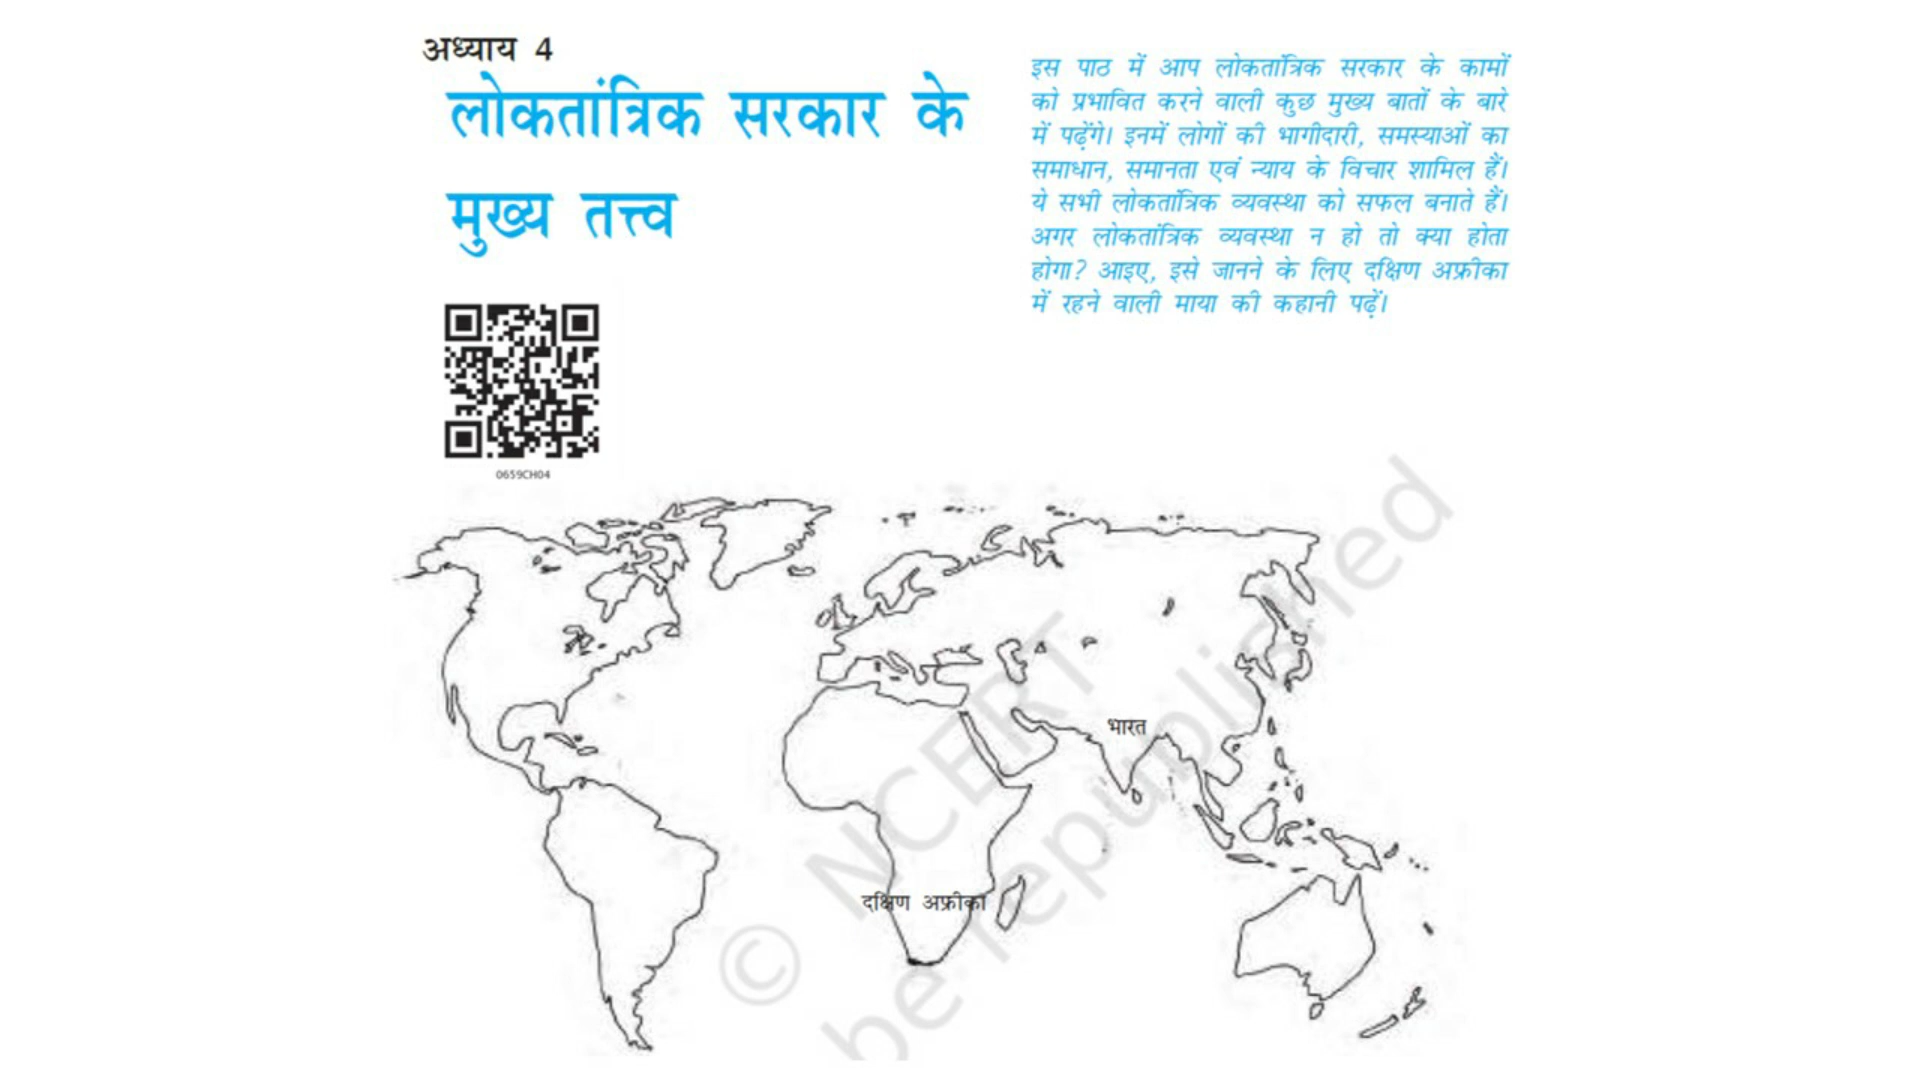 अध्याय 4
लोकतांत्रिक सरकार के
मुख्य तत्त्व
इस पाठ में आप लोकतांत्रिक सरकार के कामों
को प्रभावित करने वाली कुछ मुख्य बातों के बारे
में पढ़ेंगे। इनमें लोगों की भागीदारी, समस्याओं का
समाधान, समानता एवं न्याय के विचार शामिल हैं।
ये सभी लोकतांत्रिक व्यवस्था को सफल बनाते हैं।
अगर लोकतांत्रिक व्यवस्था न हो तो क्या होता
होगा? आइए, इसे जानने के लिए दक्षिण अफ्रीका
में रहने वाली माया की कहानी पढ़ें।
0659CH04
भारत
दक्षिण अफ्रीका
© NCERT
be republished